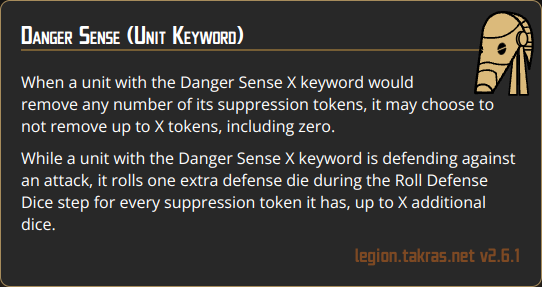 Danger Sense (Unit Keyword)
When a unit with the Danger Sense X keyword would
remove any number of its suppression tokens, it may choose to
not remove up to X tokens, including zero.
While a unit with the Danger Sense X keyword is defending against
an attack, it rolls one extra defense die during the Roll Defense
Dice step for every suppression token it has, up to X additional
dice.
legion.takras.net v2.6.1